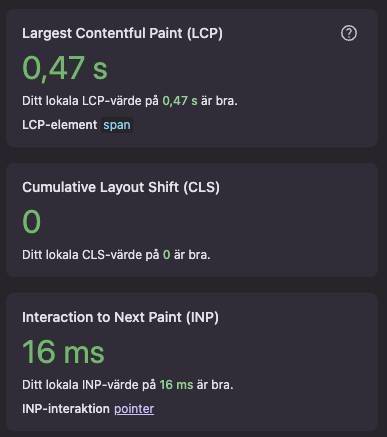 Largest Contentful Paint (LCP)
0,47 s
Ditt lokala LCP-värde på 0,47 s är bra.
LCP-element span
Cumulative Layout Shift (CLS)
0
Ditt lokala CLS-värde på 0 är bra.
Interaction to Next Paint (INP)
16 ms
Ditt lokala INP-värde på 16 ms är bra.
INP-interaktion pointer